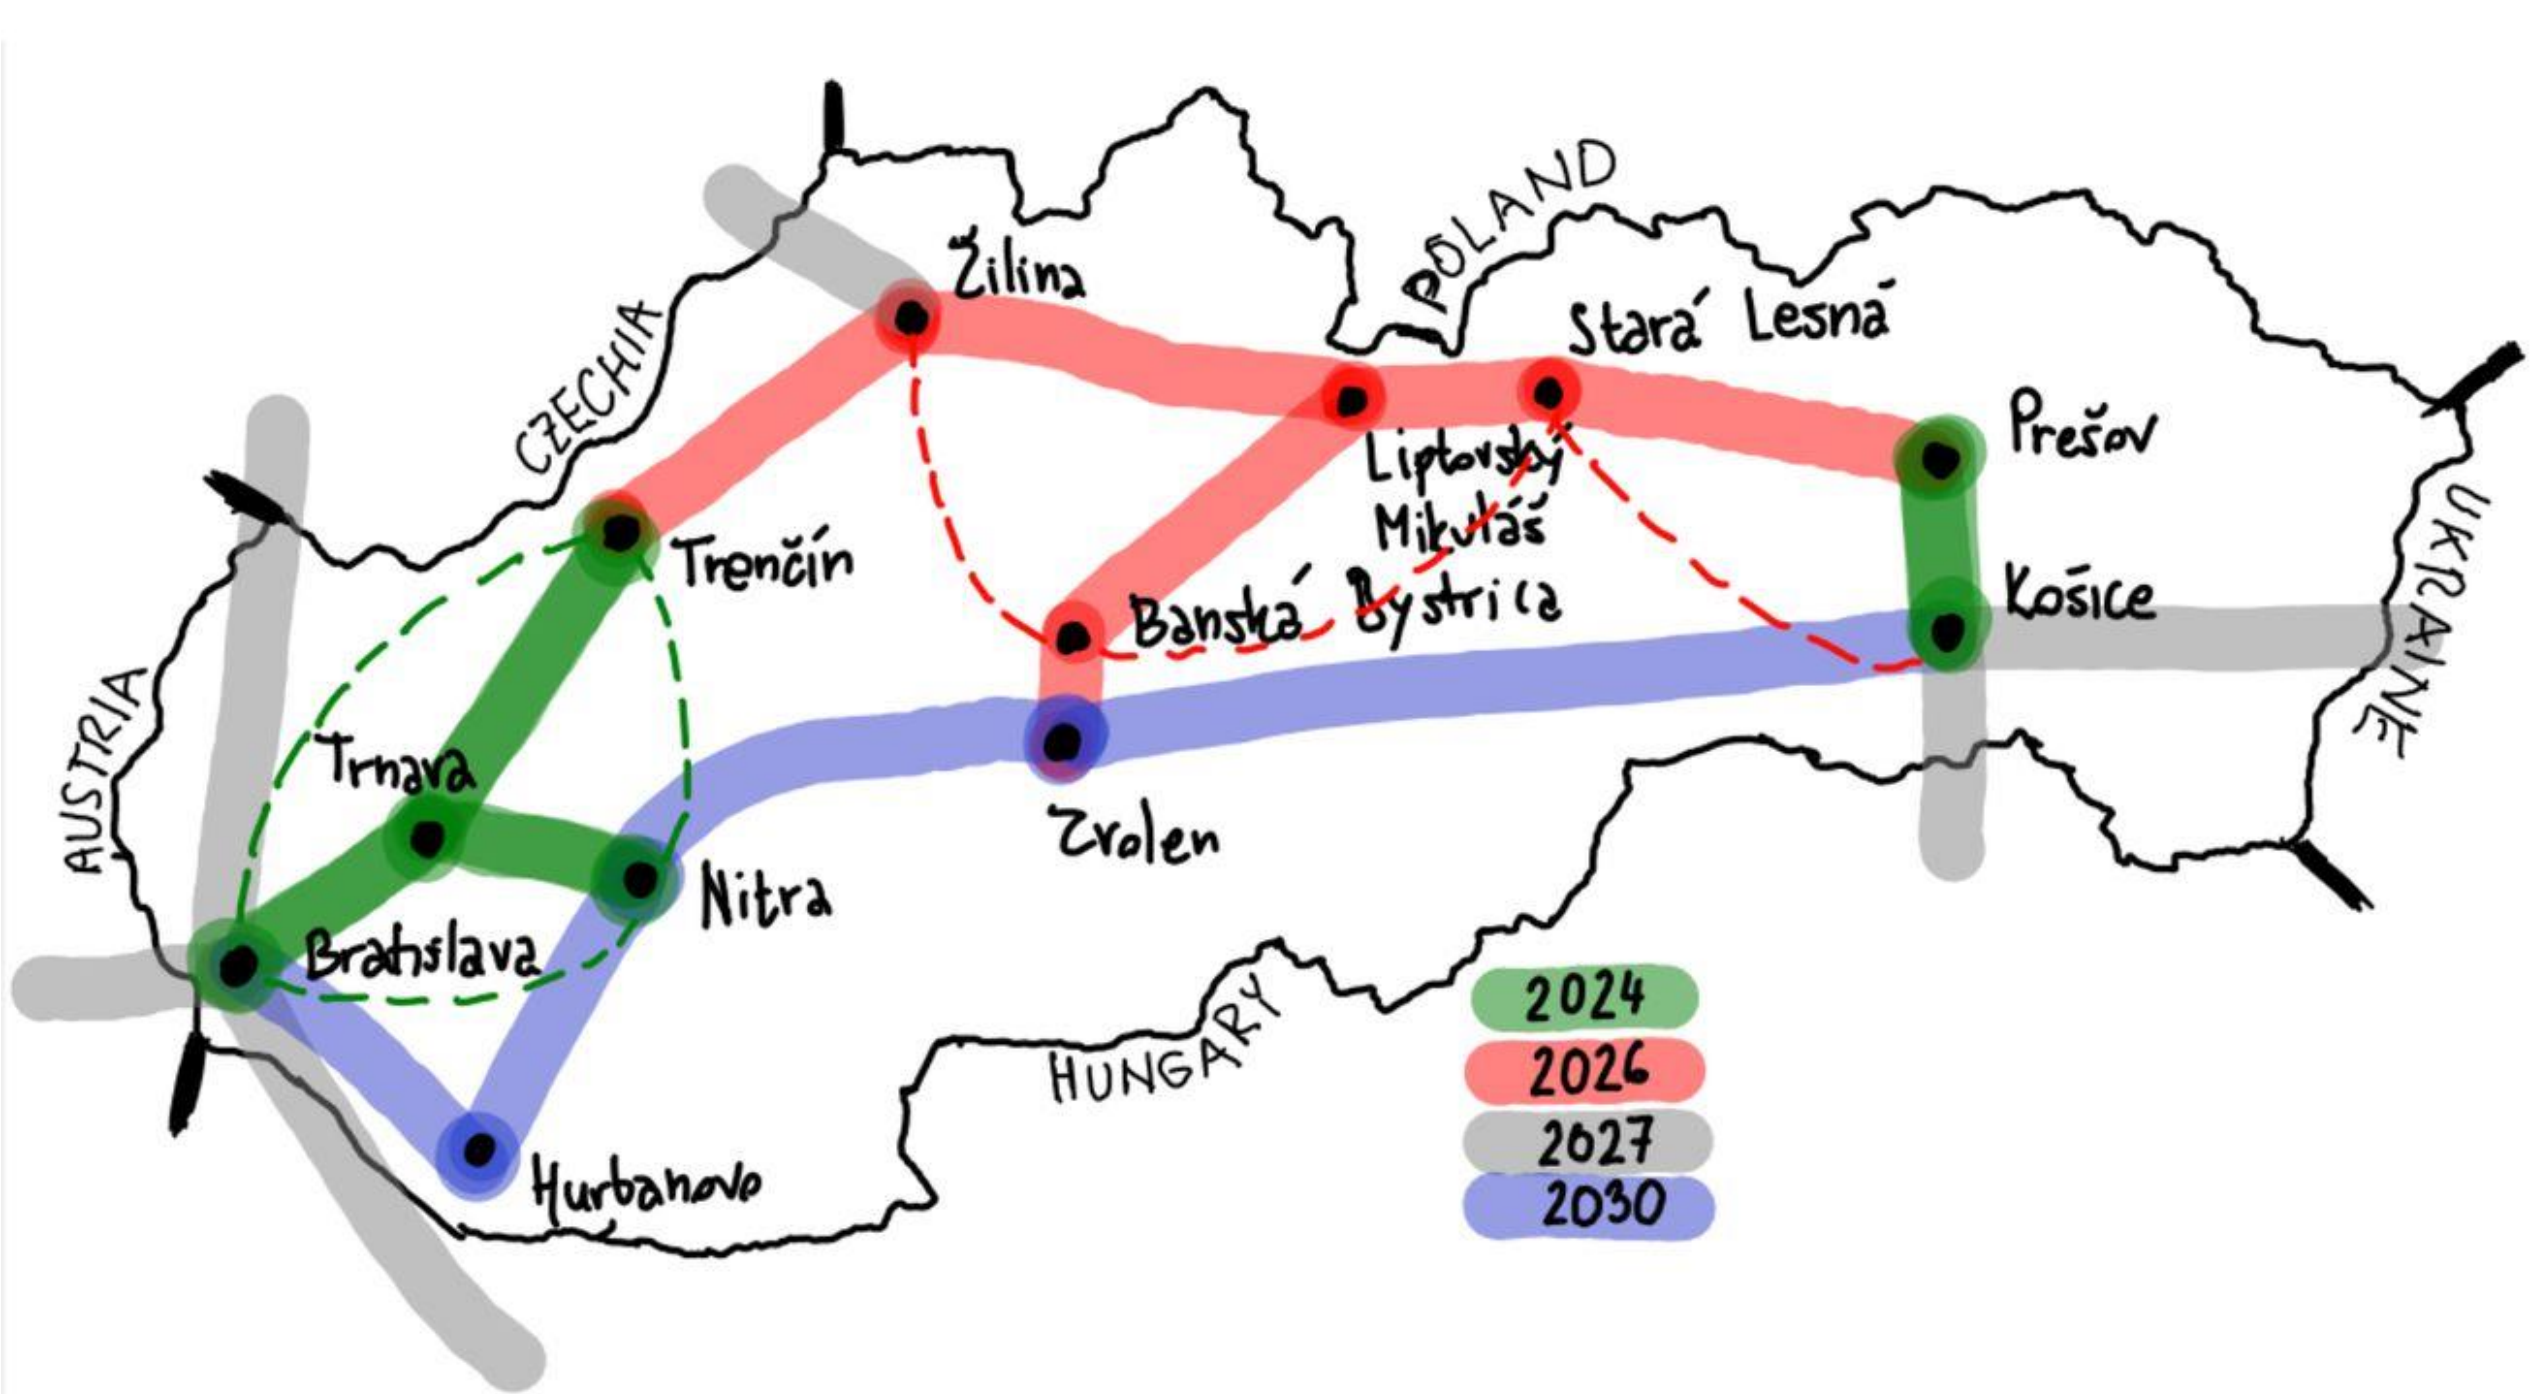 POLAND
Žilina
Stará Lesná
CZECHIA
Prešov
Liptovský
Mikuláš
Trenčín
UKRAINE
Košice
Banská Bystrica
AUSTRIA
Trnava
Zvolen
Nitra
Bratislava
2024
HUNGARY
2026
2027
Hurbanovo
2030